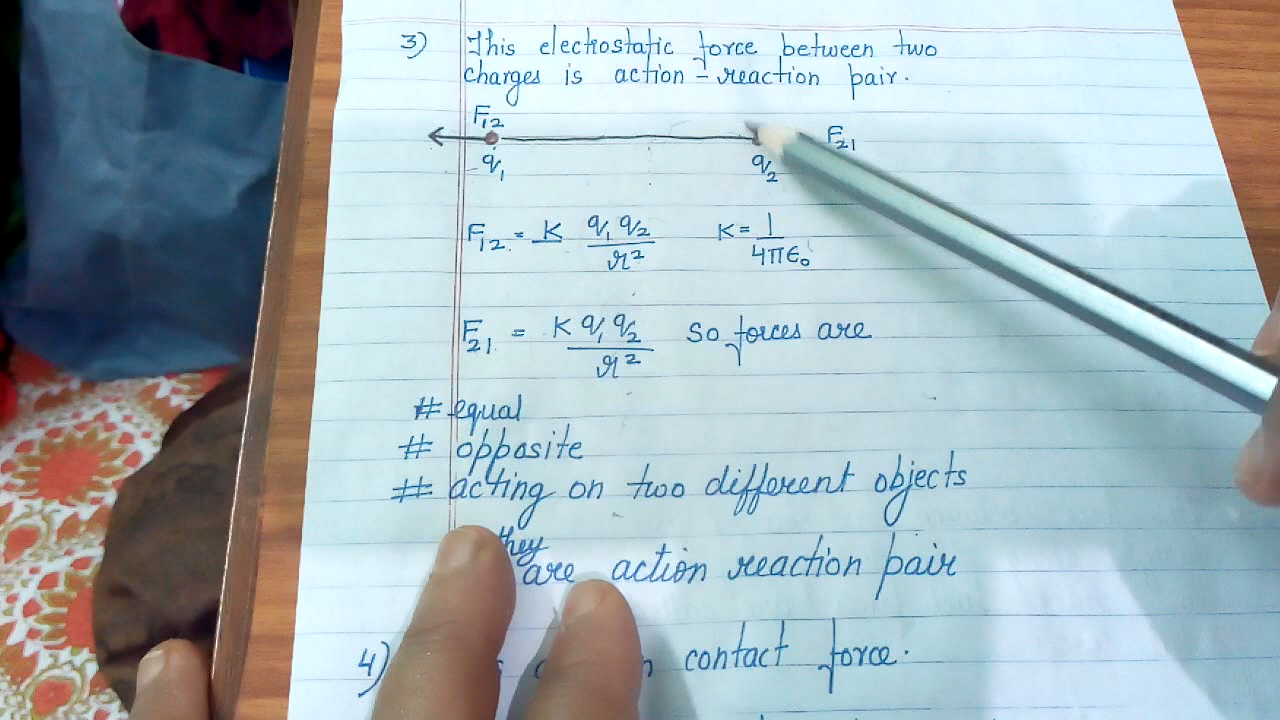 3) This electrostatic force between two
charges is action - reaction pair.
F12 F21
q1 q2
F12 = K q1 q2 / r² K = 1 / 4πϵ0
F21 = K q1 q2 / r² So forces are
# equal
# opposite
# acting on two different objects
they
are action reaction pair
4) contact force.